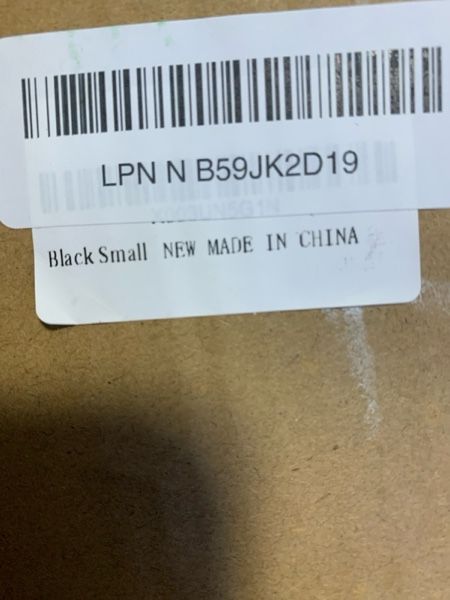 LPN N B59JK2D19
Black Small NEW MADE IN CHINA